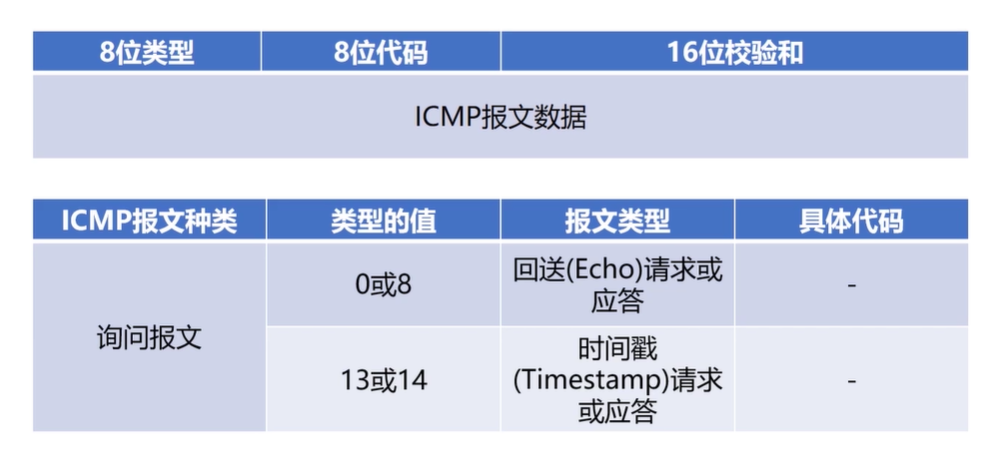 8位类型 8位代码 16位校验和
ICMP报文数据
ICMP报文种类 类型的值 报文类型 具体代码
询问报文
0或8
回送(Echo)请求或
应答
-
13或14
时间戳
(Timestamp)请求
或应答
-